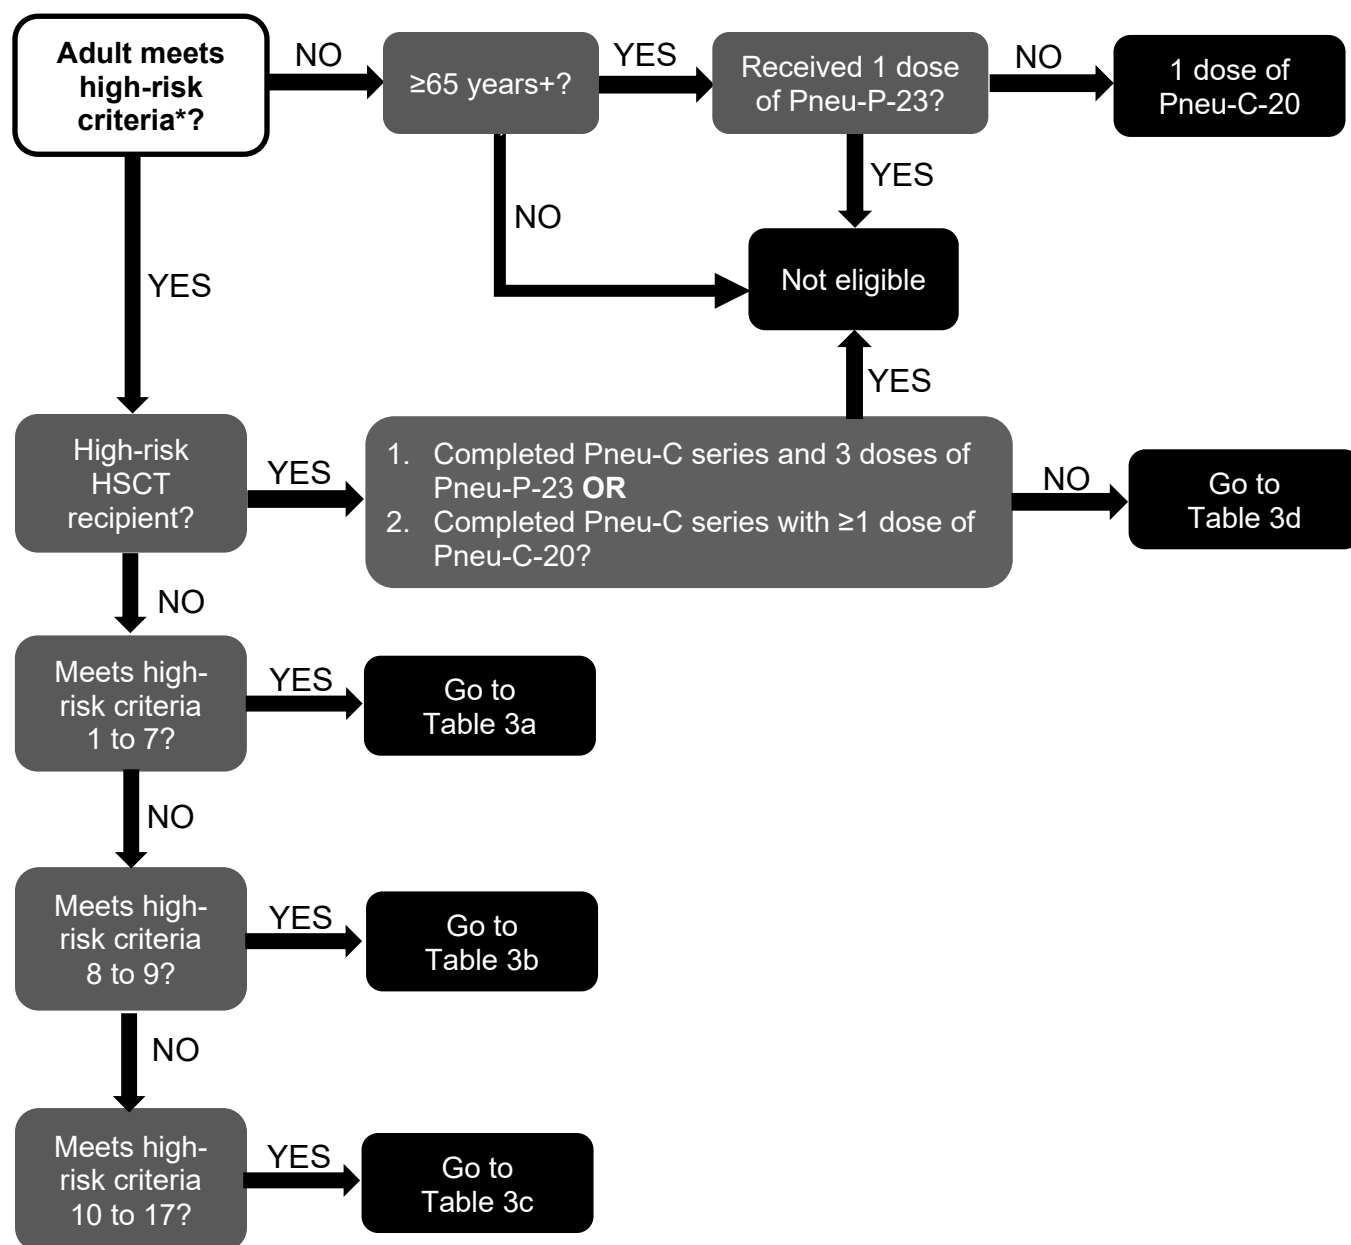 Adult meets
high-risk
criteria*?
NO
≥65 years+?
YES
Received 1 dose
of Pneu-P-23?
NO
1 dose of
Pneu-C-20
YES
NO
Not eligible
YES
YES
High-risk
HSCT
recipient?
YES
1. Completed Pneu-C series and 3 doses of
Pneu-P-23 OR
2. Completed Pneu-C series with ≥1 dose of
Pneu-C-20?
NO
Go to
Table 3d
NO
Meets high-
risk criteria
1 to 7?
YES
Go to
Table 3a
NO
Meets high-
risk criteria
8 to 9?
YES
Go to
Table 3b
NO
Meets high-
risk criteria
10 to 17?
YES
Go to
Table 3c